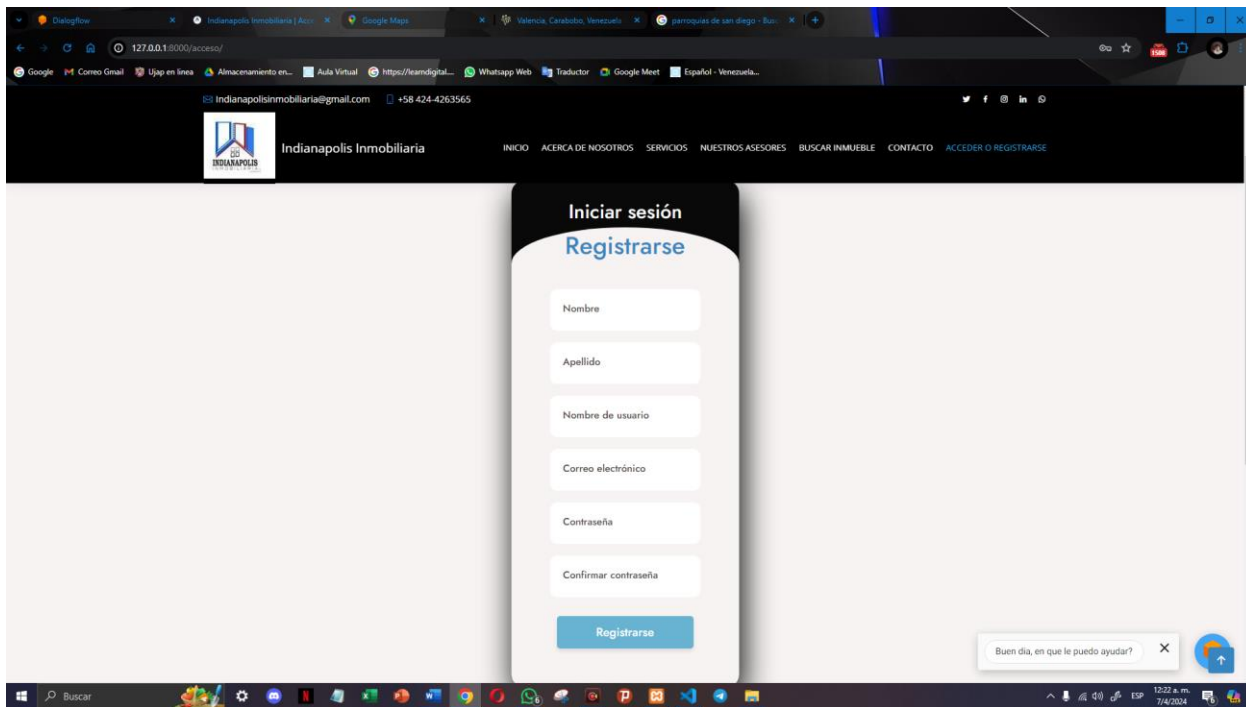 Dialogflow
Indianapolis Inmobiliaria | Acc
Google Maps
Valencia, Carabobo, Venezuela
parroquias de san diego - Bus
127.0.0.1:8000/acceso/
1500
Google
Correo Gmail
Ujap en linea
Almacenamiento en...
Aula Virtual
https://learndigital...
Whatsapp Web
Traductor
Google Meet
Español - Venezuela...
Indianapolisinmobiliaria@gmail.com
+58 424-4263565
INDIANAPOLIS
INMOBILIARIA
Indianapolis Inmobiliaria
INICIO
ACERCA DE NOSOTROS
SERVICIOS
NUESTROS ASESORES
BUSCAR INMUEBLE
CONTACTO
ACCEDER O REGISTRARSE
Iniciar sesión
Registrarse
Nombre
Apellido
Nombre de usuario
Correo electrónico
Contraseña
Confirmar contraseña
Registrarse
Buen dia, en que le puedo ayudar?
Buscar
ESP
12:22 a. m.
7/4/2024